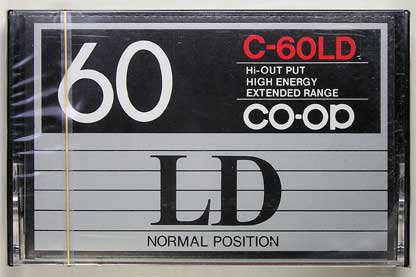 60
C-60LD
Hi-OUT PUT
HIGH ENERGY
EXTENDED RANGE
co-op
LD
NORMAL POSITION